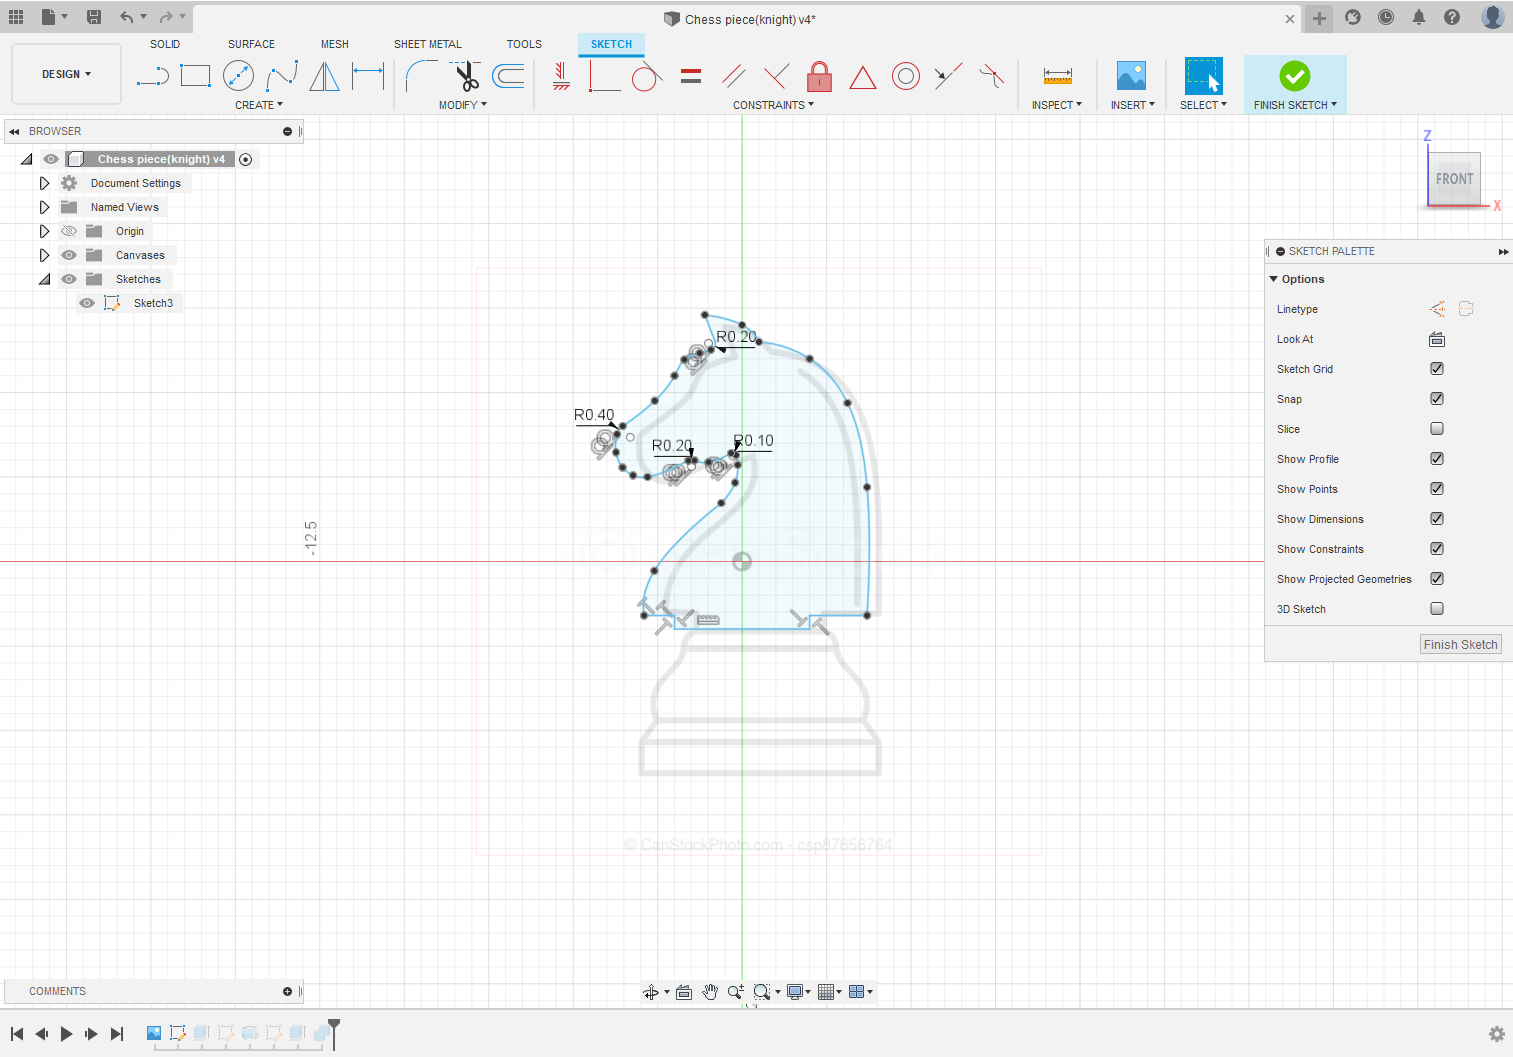 Chess piece(knight) v4*
SOLID
SURFACE
MESH
SHEET METAL
TOOLS
SKETCH
DESIGN
CREATE
MODIFY
CONSTRAINTS
INSPECT
INSERT
SELECT
FINISH SKETCH
BROWSER
Chess piece(knight) v4
Document Settings
Named Views
Origin
Canvases
Sketches
Sketch3
Z
FRONT
X
SKETCH PALETTE
Options
Linetype
Look At
Sketch Grid
Snap
Slice
Show Profile
Show Points
Show Dimensions
Show Constraints
Show Projected Geometries
3D Sketch
Finish Sketch
R0.20
R0.40
R0.20
R0.10
-12.5
© CanStockPhoto.com - csp87656764
COMMENTS